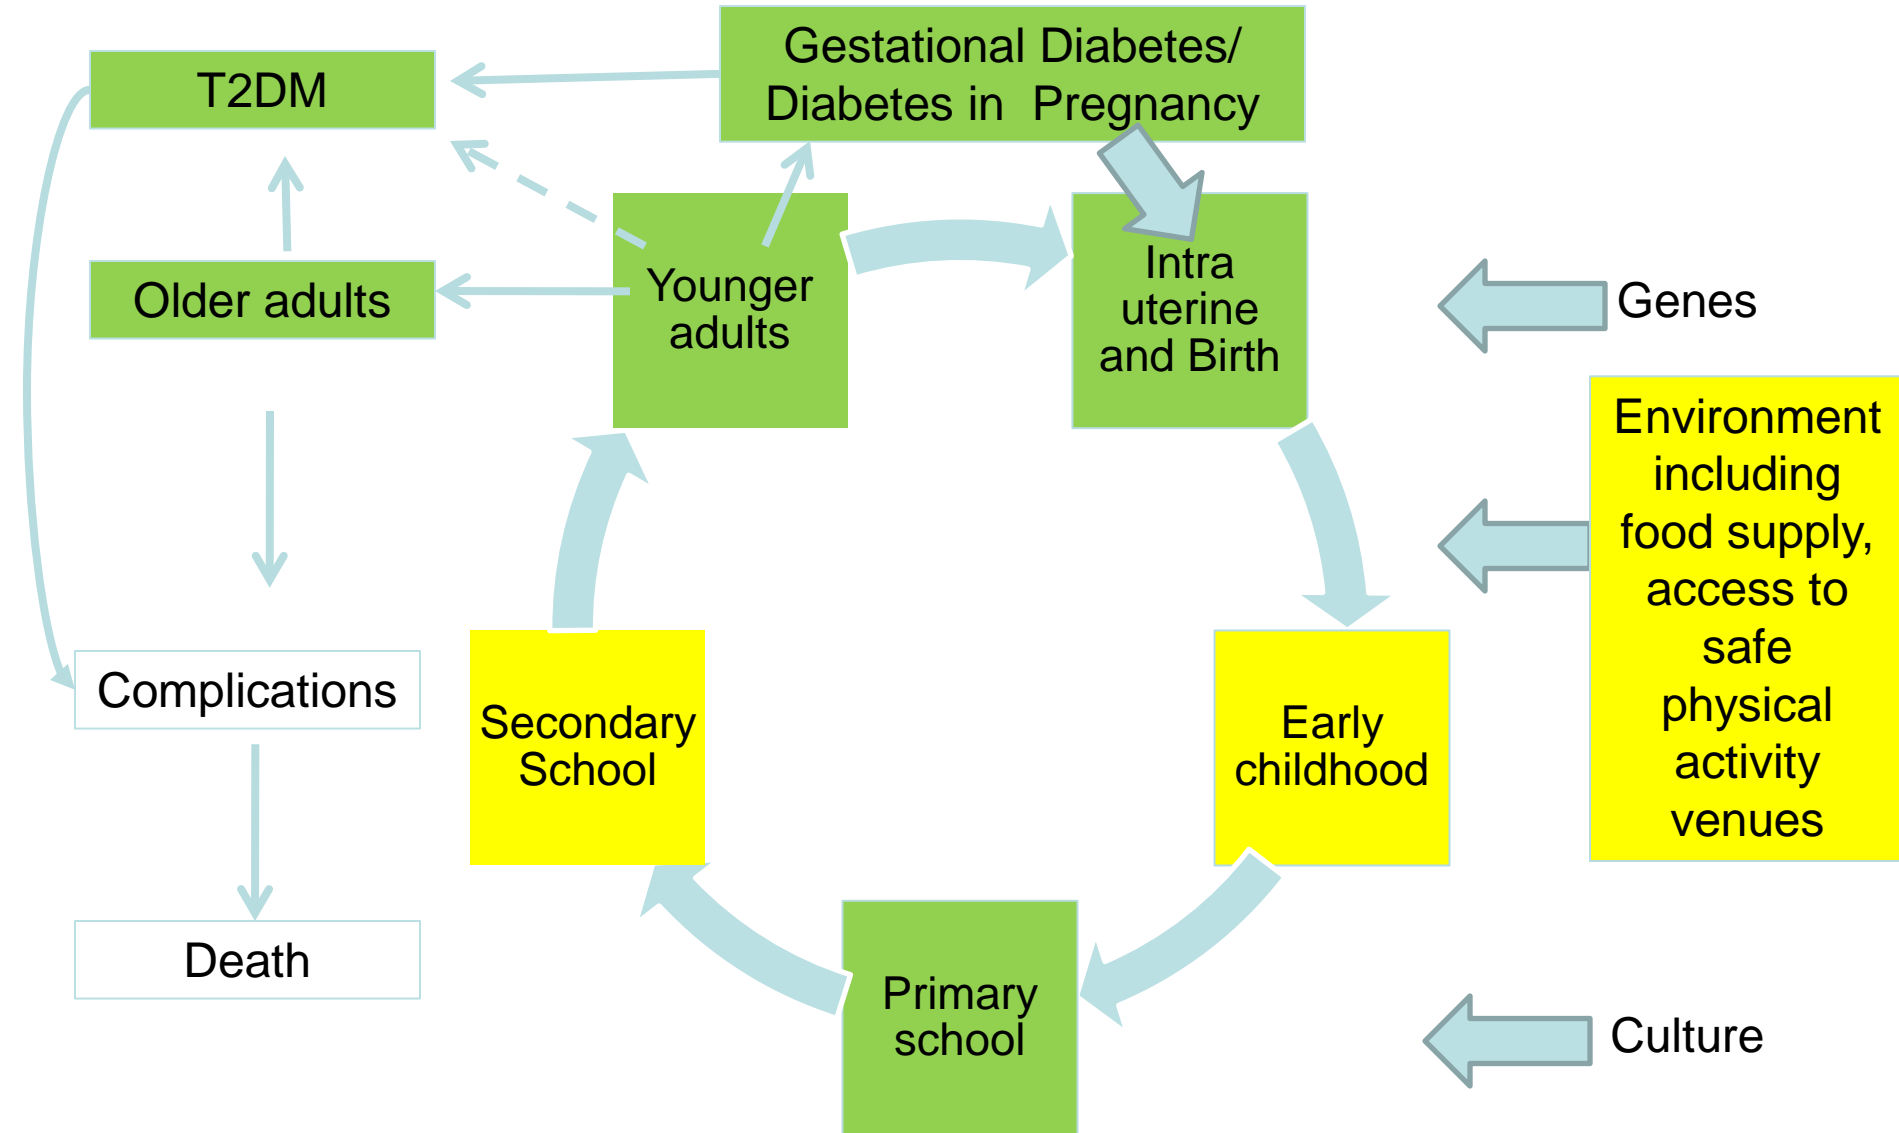 Gestational Diabetes/
Diabetes in Pregnancy
T2DM
Older adults
Younger
adults
Intra
uterine
and Birth
Genes
Environment
including
food supply,
access to
safe
physical
activity
venues
Complications
Secondary
School
Early
childhood
Death
Primary
school
Culture